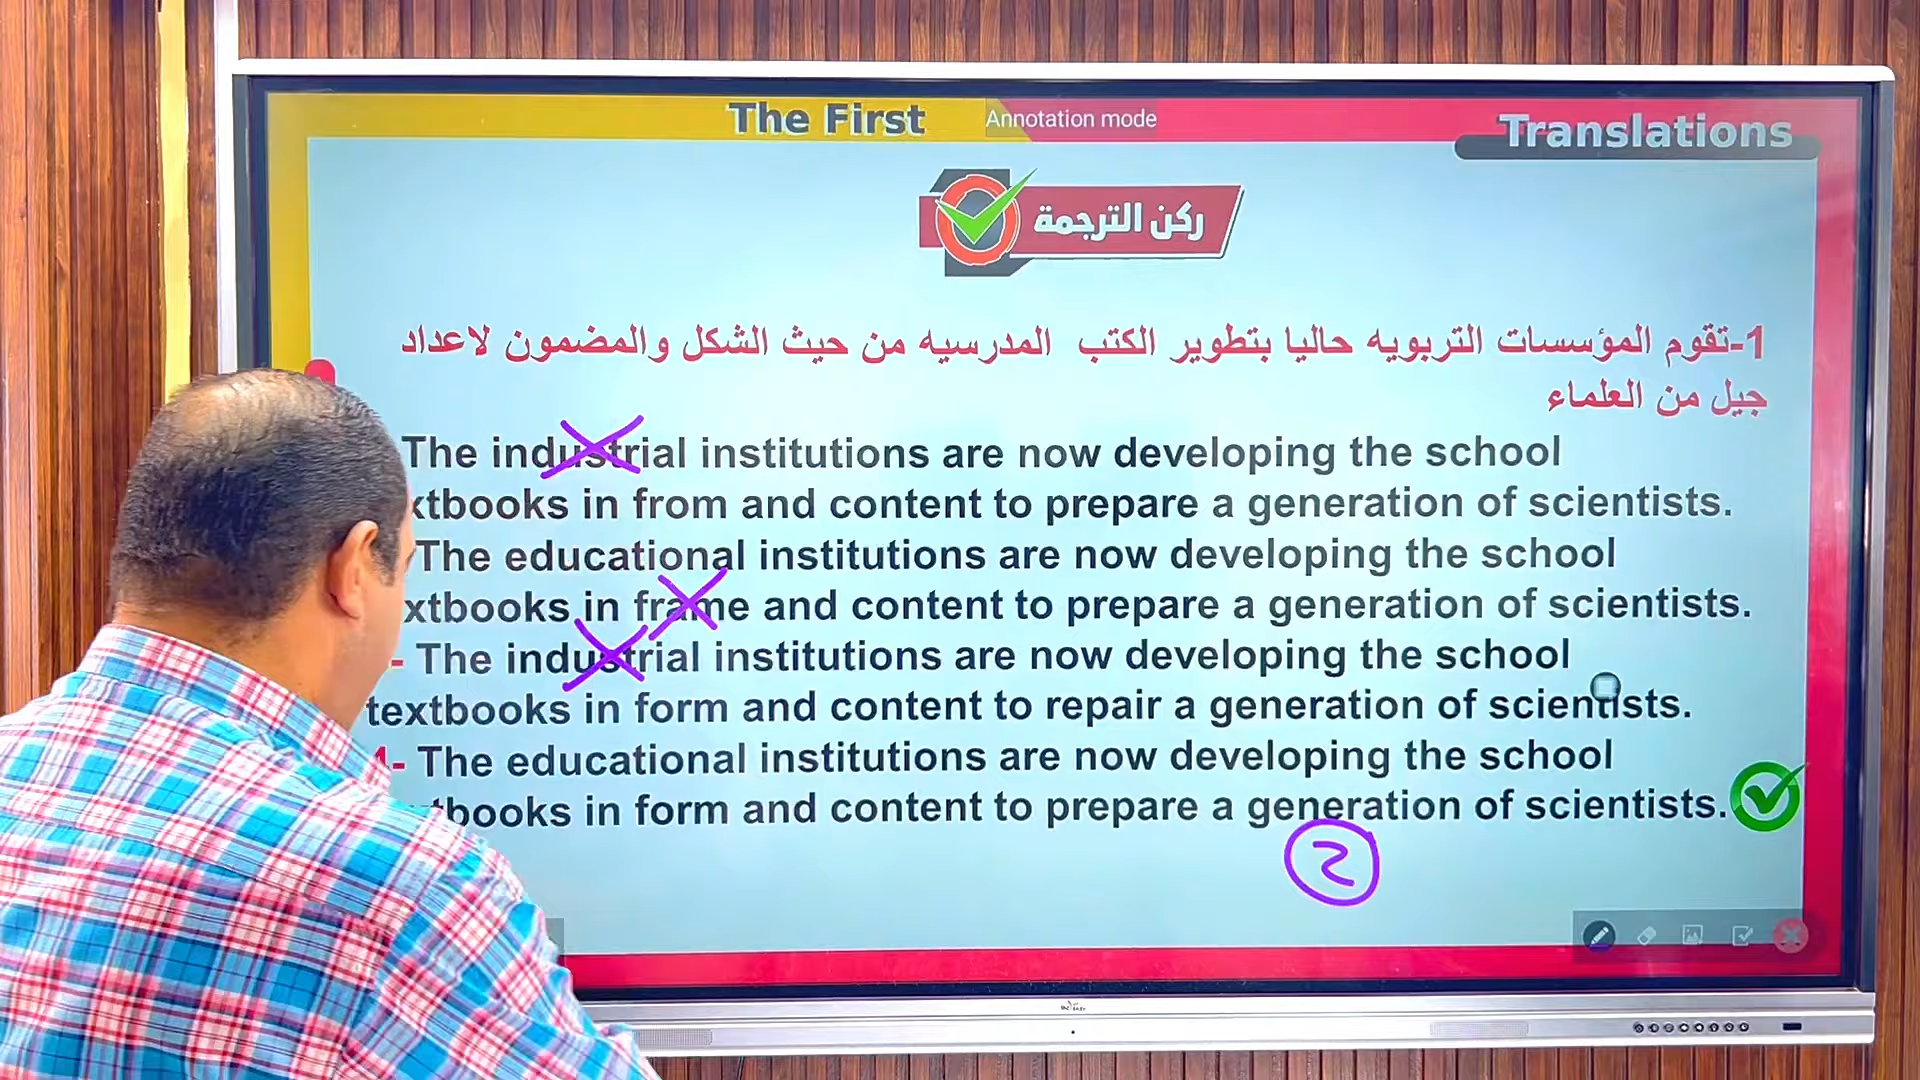 The First
Annotation mode
Translations
ركن الترجمة
1-تقوم المؤسسات التربويه حاليا بتطوير الكتب المدرسيه من حيث الشكل والمضمون لاعداد
جيل من العلماء
The industrial institutions are now developing the school
xtbooks in from and content to prepare a generation of scientists.
The educational institutions are now developing the school
xtbooks in frame and content to prepare a generation of scientists.
- The industrial institutions are now developing the school
textbooks in form and content to repair a generation of scientists.
4- The educational institutions are now developing the school
tbooks in form and content to prepare a generation of scientists.
2